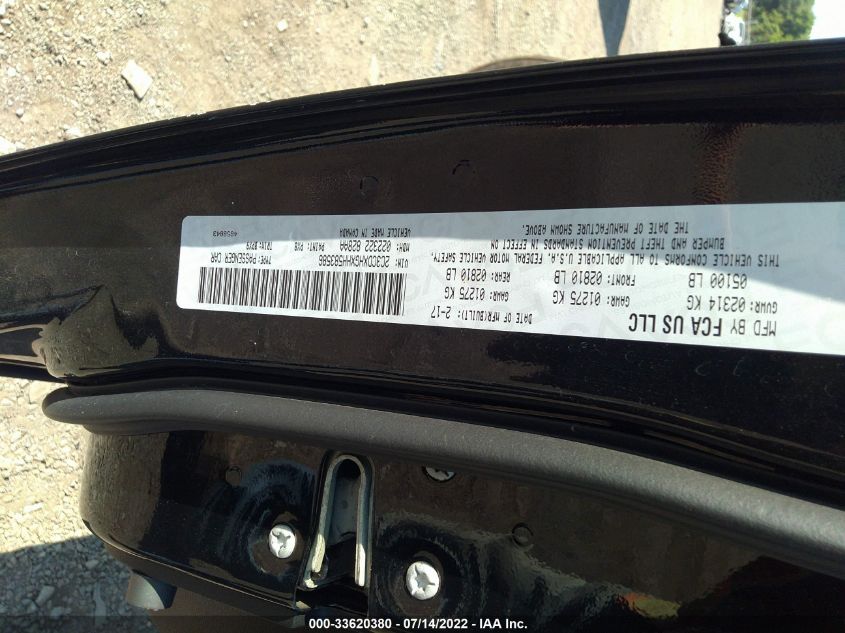 MFD BY FCA US LLC
DATE OF MFR(BUILT): 2-17
GVWR: 02314 KG
GAWR: 01275 KG
GAWR: 01275 KG
05100 LB
FRONT: 02810 LB
REAR: 02810 LB
THIS VEHICLE CONFORMS TO ALL APPLICABLE U.S.A. FEDERAL MOTOR VEHICLE SAFETY,
BUMPER AND THEFT PREVENTION STANDARDS IN EFFECT ON
THE DATE OF MANUFACTURE SHOWN ABOVE.
VIN: 2C3CDXHG5HH593586
TYPE: PASSENGER CAR
MDH: 022322 828AA
PAINT: PX8
VEHICLE MADE IN CANADA
4658843
000-33620380 - 07/14/2022 - IAA Inc.